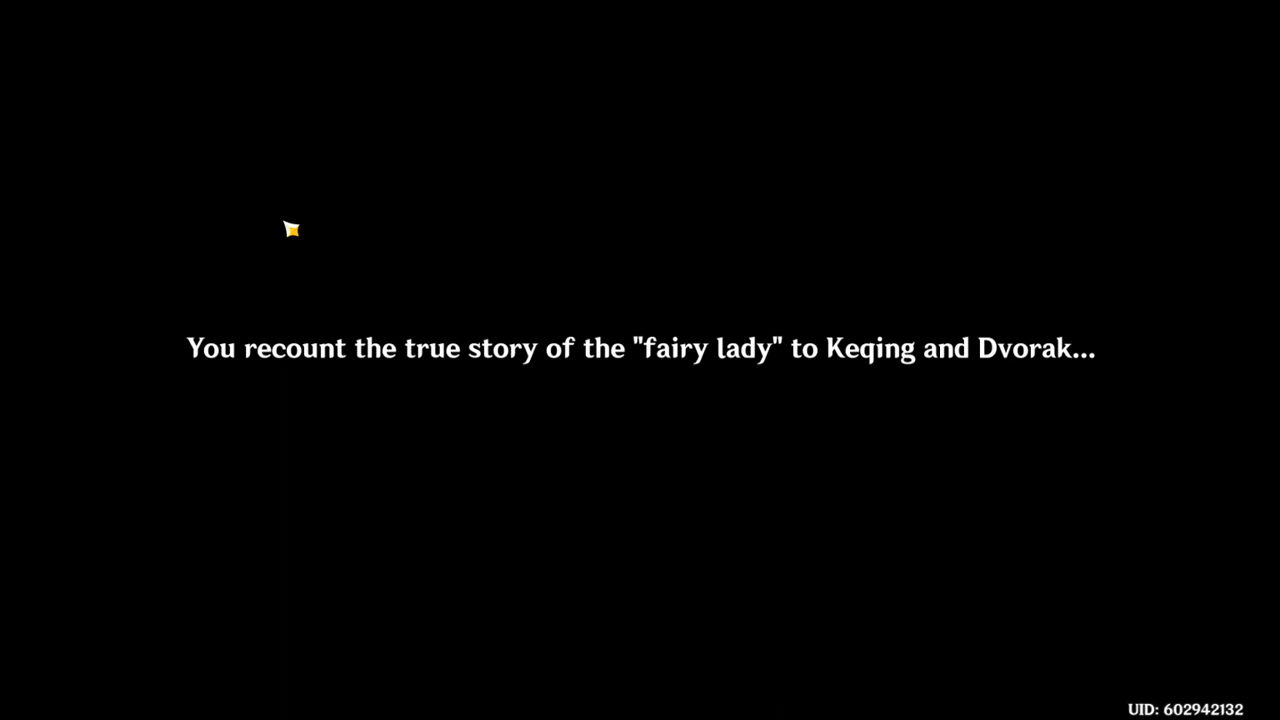 You recount the true story of the "fairy lady" to Keqing and Dvorak...
UID: 602942132